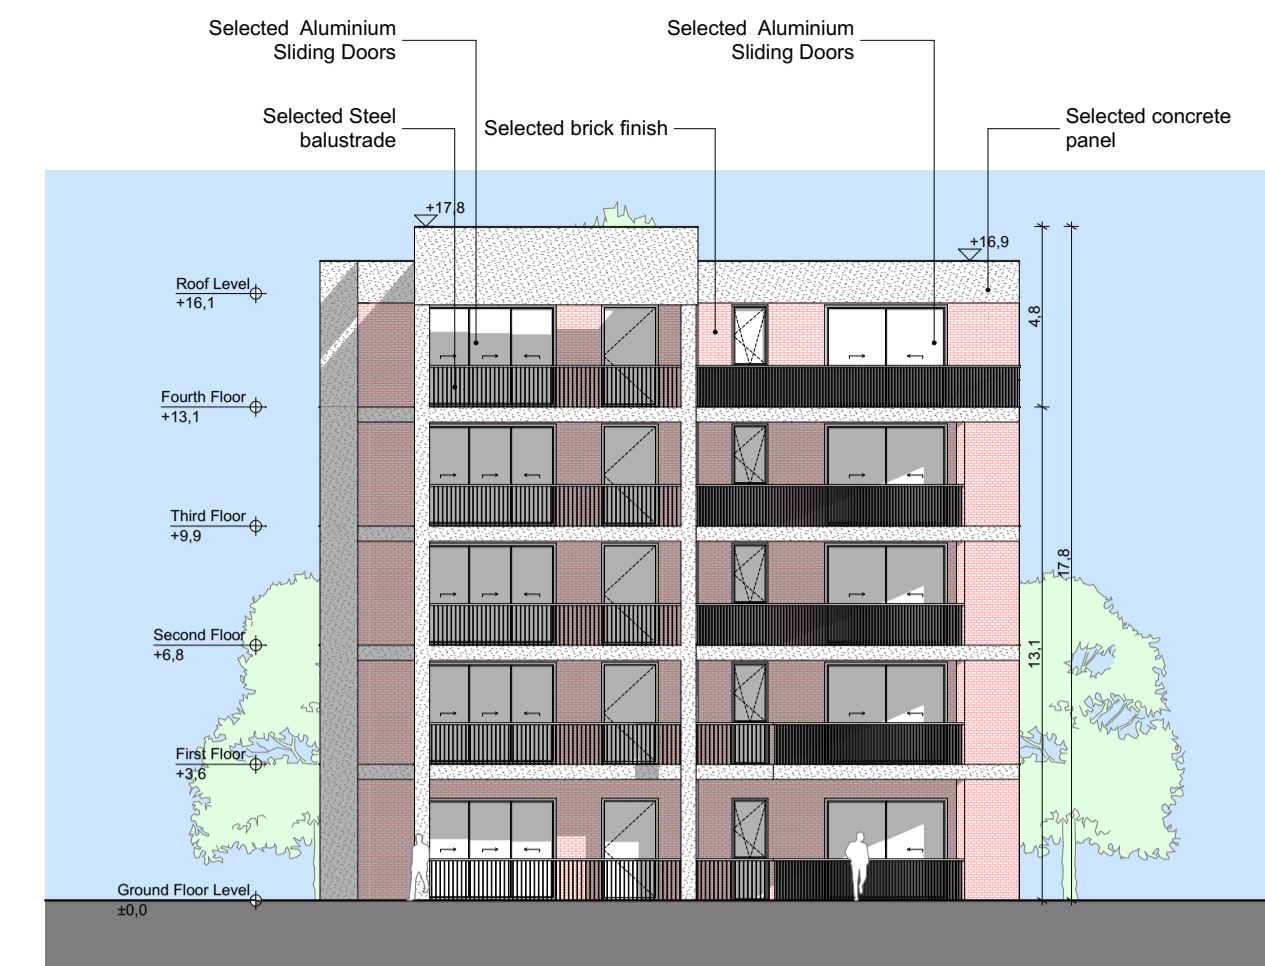 Selected Aluminium
Sliding Doors
Selected Aluminium
Sliding Doors
Selected Steel
balustrade
Selected brick finish
Selected concrete
panel
+17,8
+16,9
Roof Level
+16,1
4,8
Fourth Floor
+13,1
Third Floor
+9,9
17,8
Second Floor
+6,8
13,1
First Floor
+3,6
Ground Floor Level
±0,0